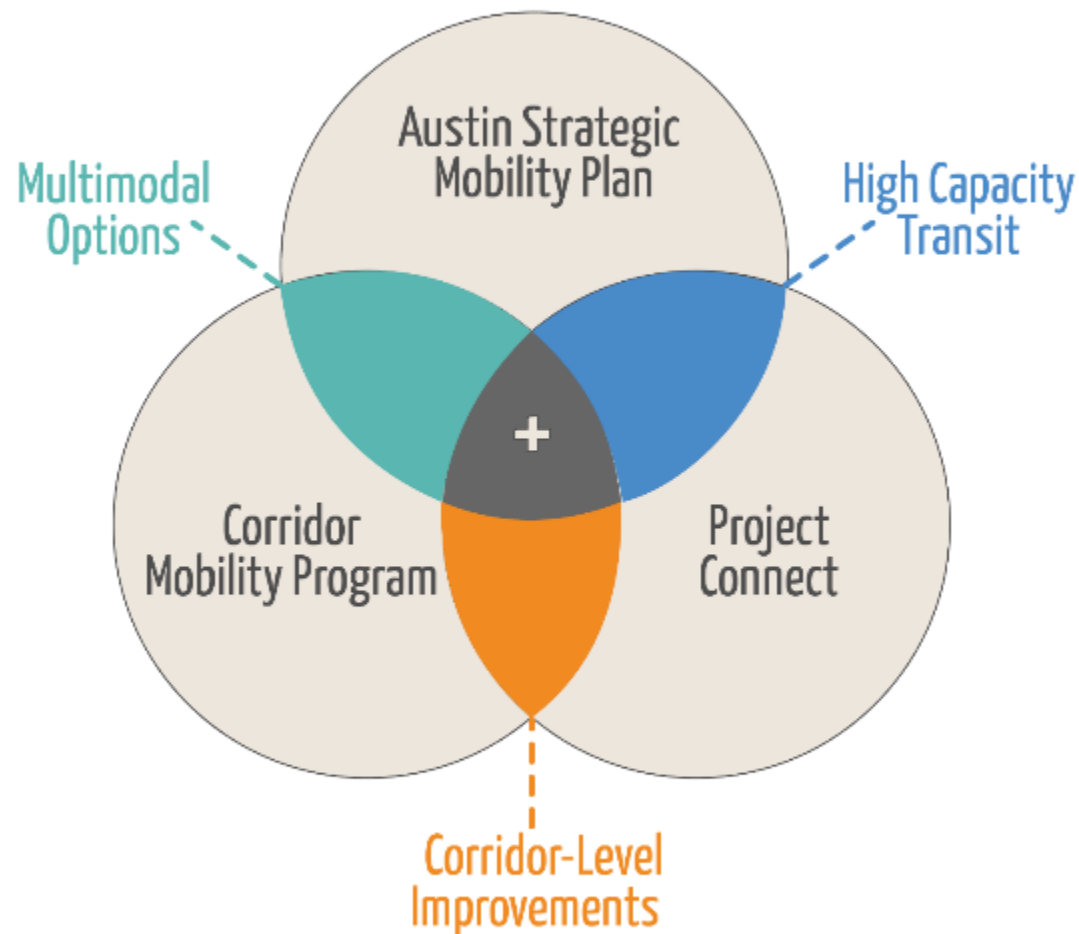 Austin Strategic
Mobility Plan
Multimodal
Options
High Capacity
Transit
+
Corridor
Mobility Program
Project
Connect
Corridor-Level
Improvements